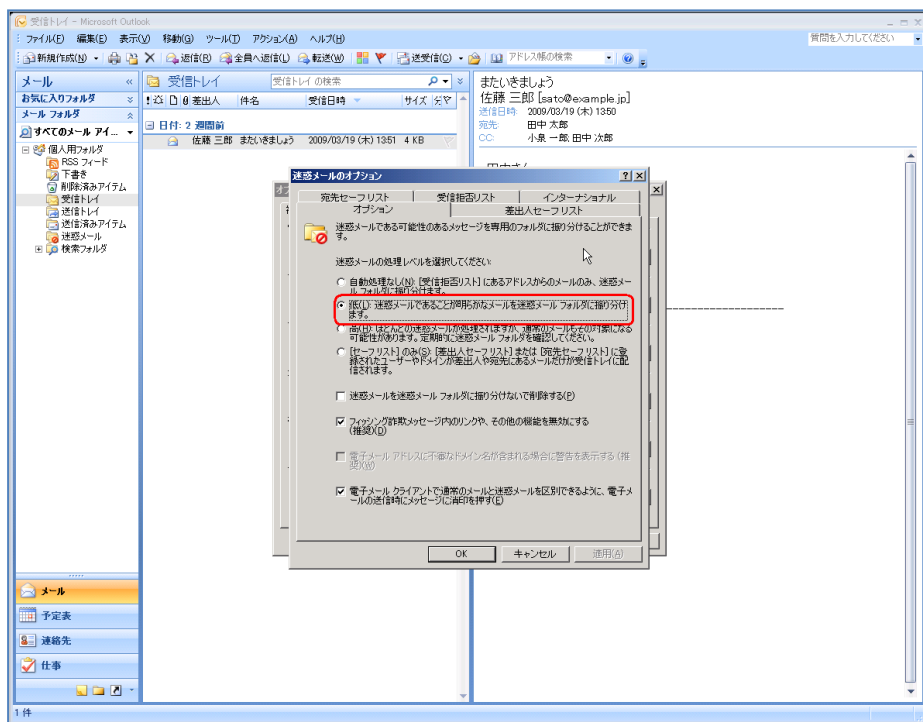 受信トレイ - Microsoft Outlook
ファイル(F) 編集(E) 表示(V) 移動(G) ツール(T) アクション(A) ヘルプ(H)
質問を入力してください
新規作成(N) 返信(R) 全員へ返信(L) 転送(W) 送受信(C) アドレス帳の検索
メール «
お気に入りフォルダ
メール フォルダ
すべてのメール アイ...
個人用フォルダ
RSS フィード
下書き
削除済みアイテム
受信トレイ
送信トレイ
送信済みアイテム
迷惑メール
検索フォルダ
受信トレイ 受信トレイ の検索
差出人 件名 受信日時 サイズ 分
日付: 2 週間前
佐藤 三郎 またいきましょう 2009/03/19 (木) 13:51 4 KB
またいきましょう
佐藤 三郎 [sato@example.jp]
送信日時: 2009/03/19 (木) 13:50
宛先: 田中 太郎
CC: 小泉 一郎; 田中 次郎
田中さん
迷惑メールのオプション
宛先セーフ リスト 受信拒否リスト インターナショナル
オプション 差出人セーフ リスト
迷惑メールである可能性のあるメッセージを専用のフォルダに振り分けることができま
す。
迷惑メールの処理レベルを選択してください:
自動処理なし(N): [受信拒否リスト] にあるアドレスからのメールのみ、迷惑メー
ル フォルダに振り分けます。
低(L): 迷惑メールであることが明らかなメールを迷惑メール フォルダに振り分け
ます。
高(H): ほとんどの迷惑メールが処理されますが、通常のメールもその対象になる
可能性があります。定期的に迷惑メール フォルダを確認してください。
[セーフ リスト] のみ(S): [差出人セーフ リスト] または [宛先セーフ リスト] に登
録されたユーザーやドメインが差出人や宛先にあるメールだけが受信トレイに配
信されます。
迷惑メールを迷惑メール フォルダに振り分けないで削除する(P)
フィッシング詐欺メッセージ内のリンクや、その他の機能を無効にする
(推奨)(D)
電子メール アドレスに不審なドメイン名が含まれる場合に警告を表示する (推
奨)(W)
電子メール クライアントで通常のメールと迷惑メールを区別できるように、電子メ
ールの送信時にメッセージに消印を押す(E)
OK キャンセル 適用(A)
メール
予定表
連絡先
仕事
1 件